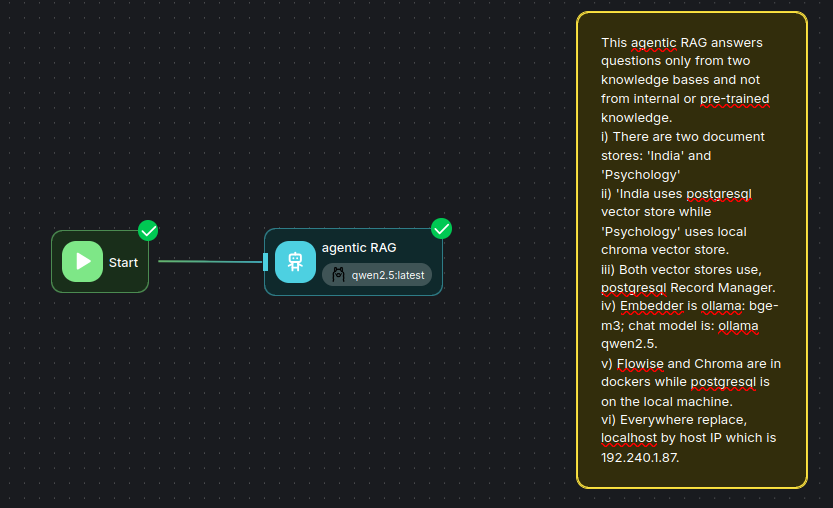 This agentic RAG answers
questions only from two
knowledge bases and not
from internal or pre-trained
knowledge.
i) There are two document
stores: 'India' and
'Psychology'
ii) 'India uses postgresql
vector store while
'Psychology' uses local
chroma vector store.
iii) Both vector stores use,
postgresql Record Manager.
iv) Embedder is ollama: bge-
m3; chat model is: ollama
qwen2.5.
v) Flowise and Chroma are in
dockers while postgresql is
on the local machine.
vi) Everywhere replace,
localhost by host IP which is
192.240.1.87.
Start
agentic RAG
qwen2.5:latest